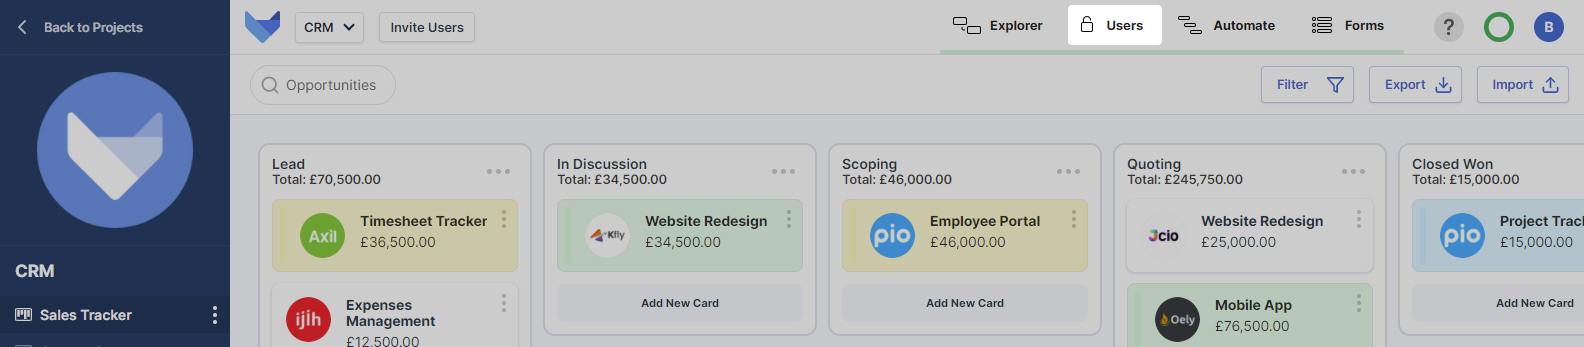 Back to Projects
CRM
Invite Users
Explorer
Users
Automate
Forms
?
B
Opportunities
Filter
Export
Import
CRM
Sales Tracker
Lead
Total: £70,500.00
Axil
Timesheet Tracker
£36,500.00
ijih
Expenses
Management
£12,500.00
In Discussion
Total: £34,500.00
Kfly
Website Redesign
£34,500.00
Add New Card
Scoping
Total: £46,000.00
pio
Employee Portal
£46,000.00
Add New Card
Quoting
Total: £245,750.00
Jcio
Website Redesign
£25,000.00
Oely
Mobile App
£76,500.00
Closed Won
Total: £15,000.00
pio
Project Trac
£15,000.00
Add New Card